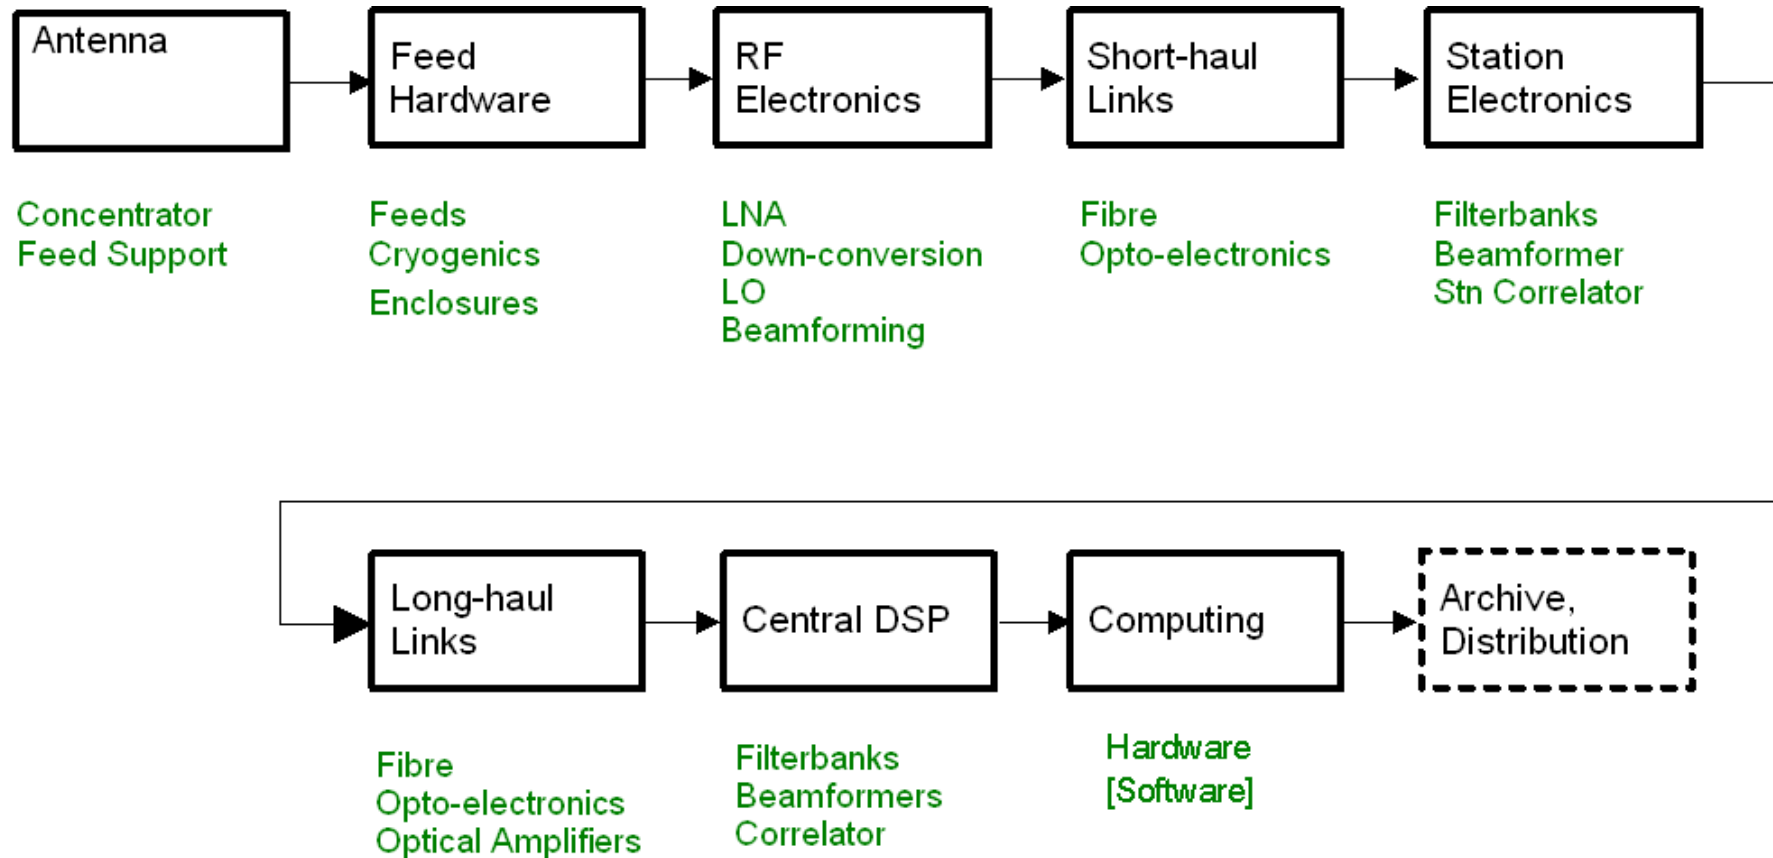 Antenna
Feed
Hardware
RF
Electronics
Short-haul
Links
Station
Electronics
Concentrator
Feed Support
Feeds
Cryogenics
Enclosures
LNA
Down-conversion
LO
Beamforming
Fibre
Opto-electronics
Filterbanks
Beamformer
Stn Correlator
Long-haul
Links
Central DSP
Computing
Archive,
Distribution
Fibre
Opto-electronics
Optical Amplifiers
Filterbanks
Beamformers
Correlator
Hardware
[Software]